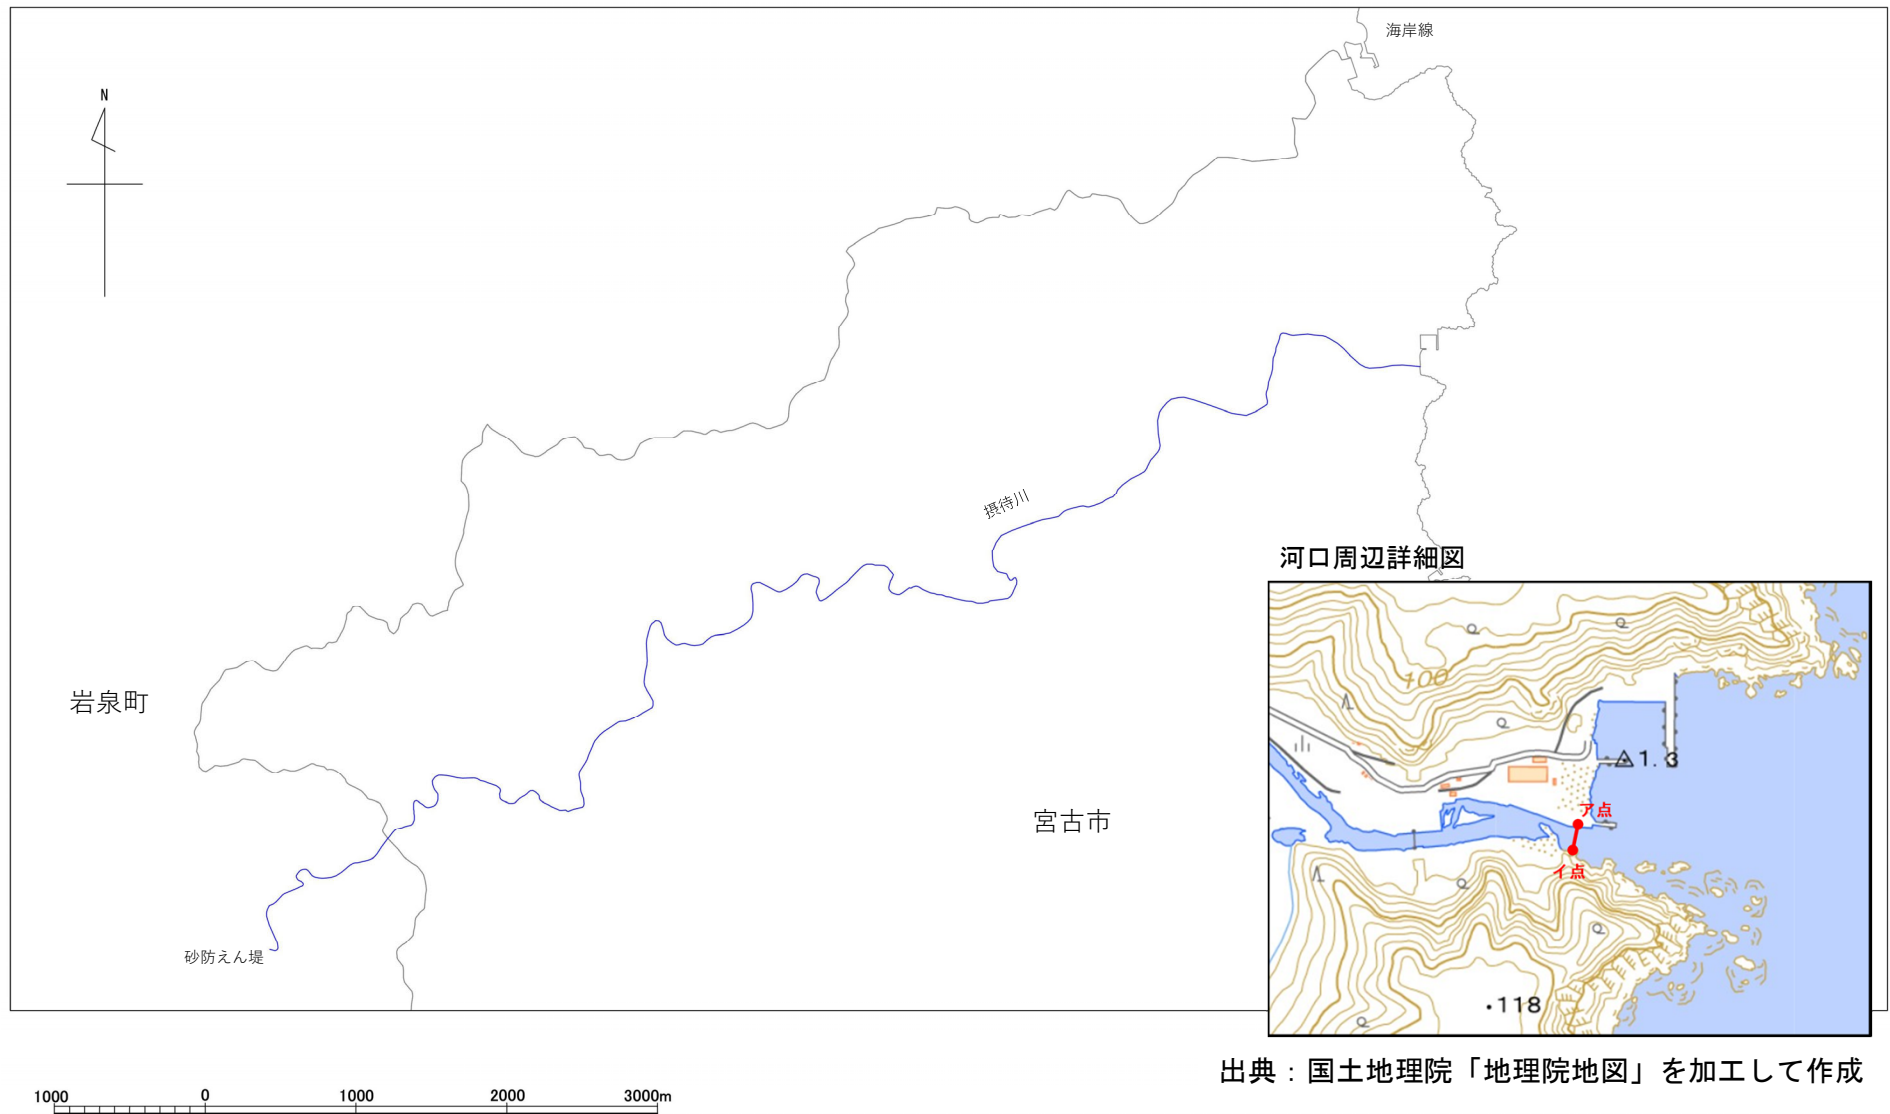 海岸線
N
摂待川
河口周辺詳細図
岩泉町
100
1.3
ア点
宮古市
イ点
砂防えん堤
118
出典：国土地理院「地理院地図」を加工して作成
1000 0 1000 2000 3000m